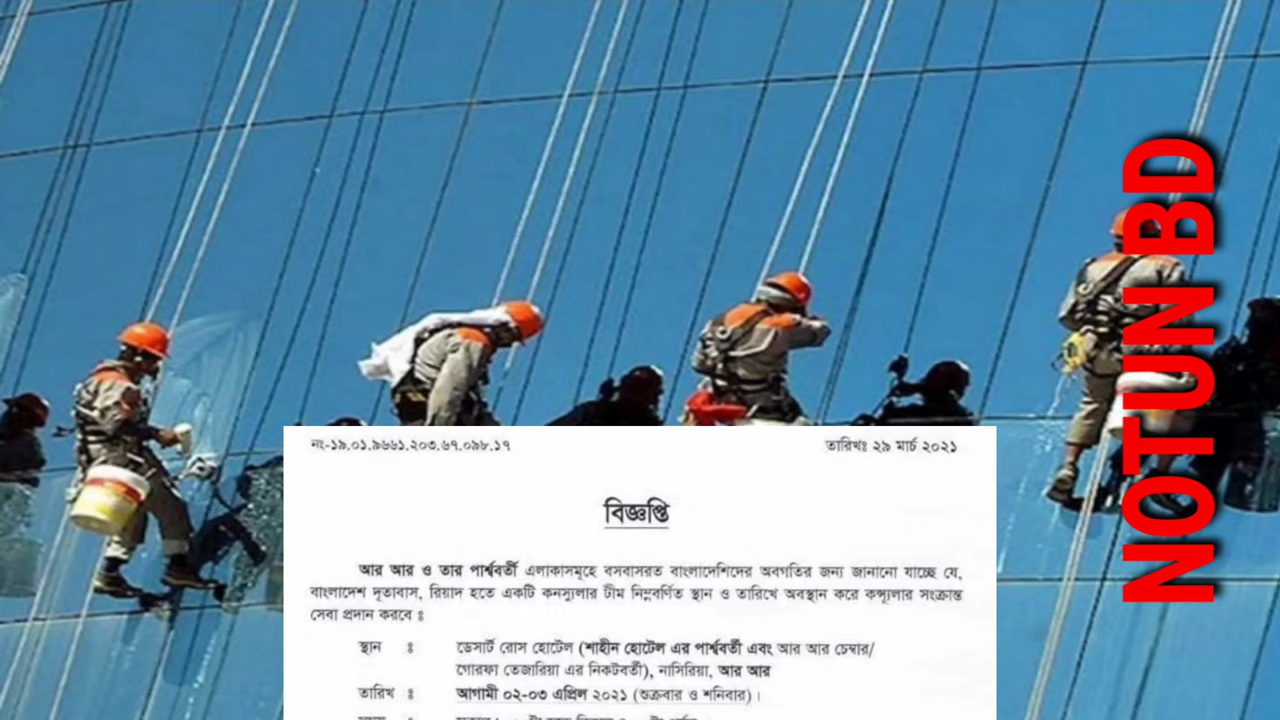 নং-১৯.০১.৯৬৬১.২০৩.৬৭.০৯৮.১৭
তারিখঃ ২৯ মার্চ ২০২১
বিজ্ঞপ্তি
আর আর ও তার পার্শ্ববর্তী এলাকাসমূহে বসবাসরত বাংলাদেশিদের অবগতির জন্য জানানো যাচ্ছে যে,
বাংলাদেশ দূতাবাস, রিয়াদ হতে একটি কনস্যুলার টীম নিম্নবর্ণিত স্থান ও তারিখে অবস্থান করে কন্স্যূলার সংক্রান্ত
সেবা প্রদান করবে ঃ
স্থান ঃ ডেসার্ট রোস হোটেল (শাহীন হোটেল এর পার্শ্ববর্তী এবং আর আর চেম্বার/
গোরফা তেজারিয়া এর নিকটবর্তী), নাসিরিয়া, আর আর
তারিখ ঃ আগামী ০২-০৩ এপ্রিল ২০২১ (শুক্রবার ও শনিবার)।
NOTUN BD